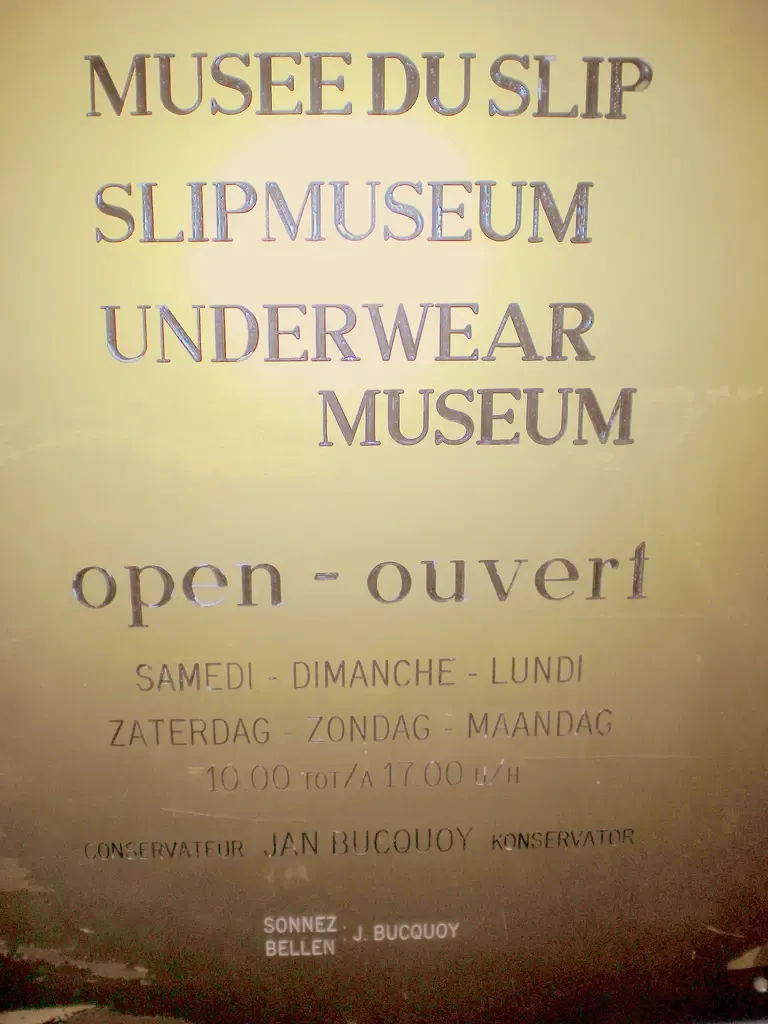 MUSEE DU SLIP
SLIPMUSEUM
UNDERWEAR
MUSEUM
open - ouvert
SAMEDI - DIMANCHE - LUNDI
ZATERDAG - ZONDAG - MAANDAG
10.00 TOT/A 17.00 U/H
CONSERVATEUR JAN BUCQUOY KONSERVATOR
SONNEZ
BELLEN : J. BUCQUOY